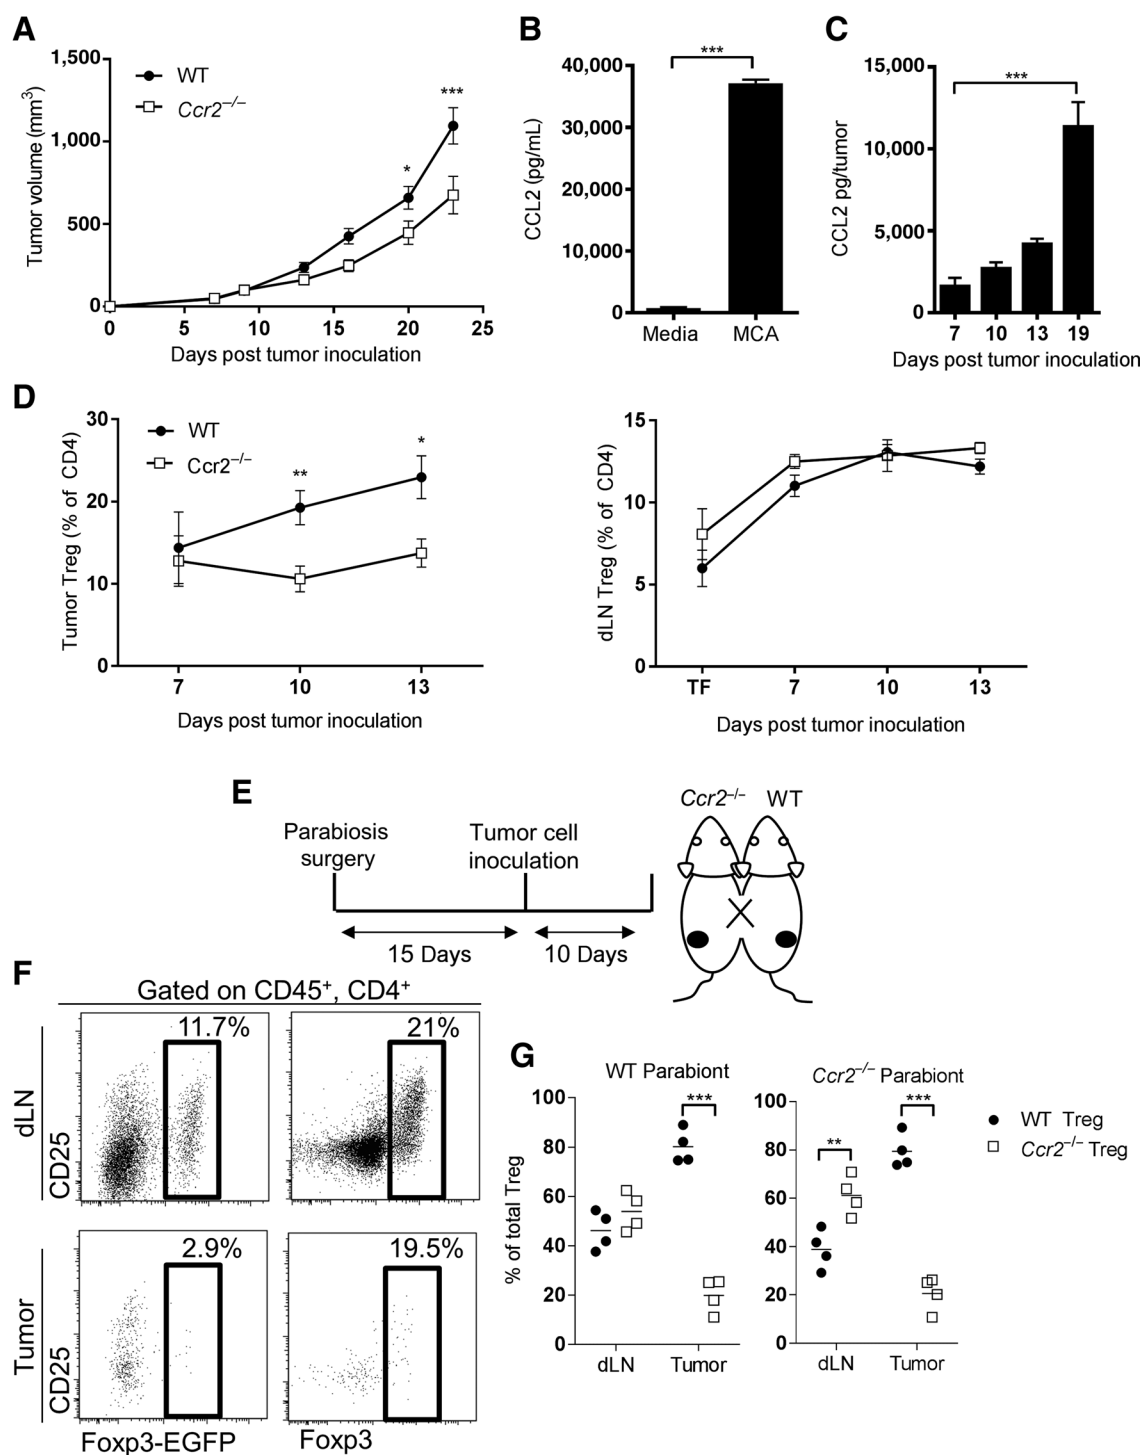 A
1,500
1,000
500
0
Tumor volume (mm³)
WT
Ccr2⁻/⁻
*
***
0 5 10 15 20 25
Days post tumor inoculation
B
40,000
30,000
20,000
10,000
0
CCL2 (pg/mL)
***
Media MCA
C
15,000
10,000
5,000
0
CCL2 pg/tumor
***
7 10 13 19
Days post tumor inoculation
D
30
20
10
0
Tumor Treg (% of CD4)
WT
Ccr2⁻/⁻
**
*
7 10 13
Days post tumor inoculation
15
10
5
0
dLN Treg (% of CD4)
TF 7 10 13
Days post tumor inoculation
E
Parabiosis
surgery
Tumor cell
inoculation
15 Days
10 Days
Ccr2⁻/⁻ WT
F
Gated on CD45⁺, CD4⁺
dLN
CD25
11.7%
21%
Tumor
CD25
2.9%
19.5%
Foxp3-EGFP
Foxp3
G
WT Parabiont
100
80
60
40
20
0
% of total Treg
***
dLN Tumor
Ccr2⁻/⁻ Parabiont
100
80
60
40
20
0
**
***
dLN Tumor
WT Treg
Ccr2⁻/⁻ Treg